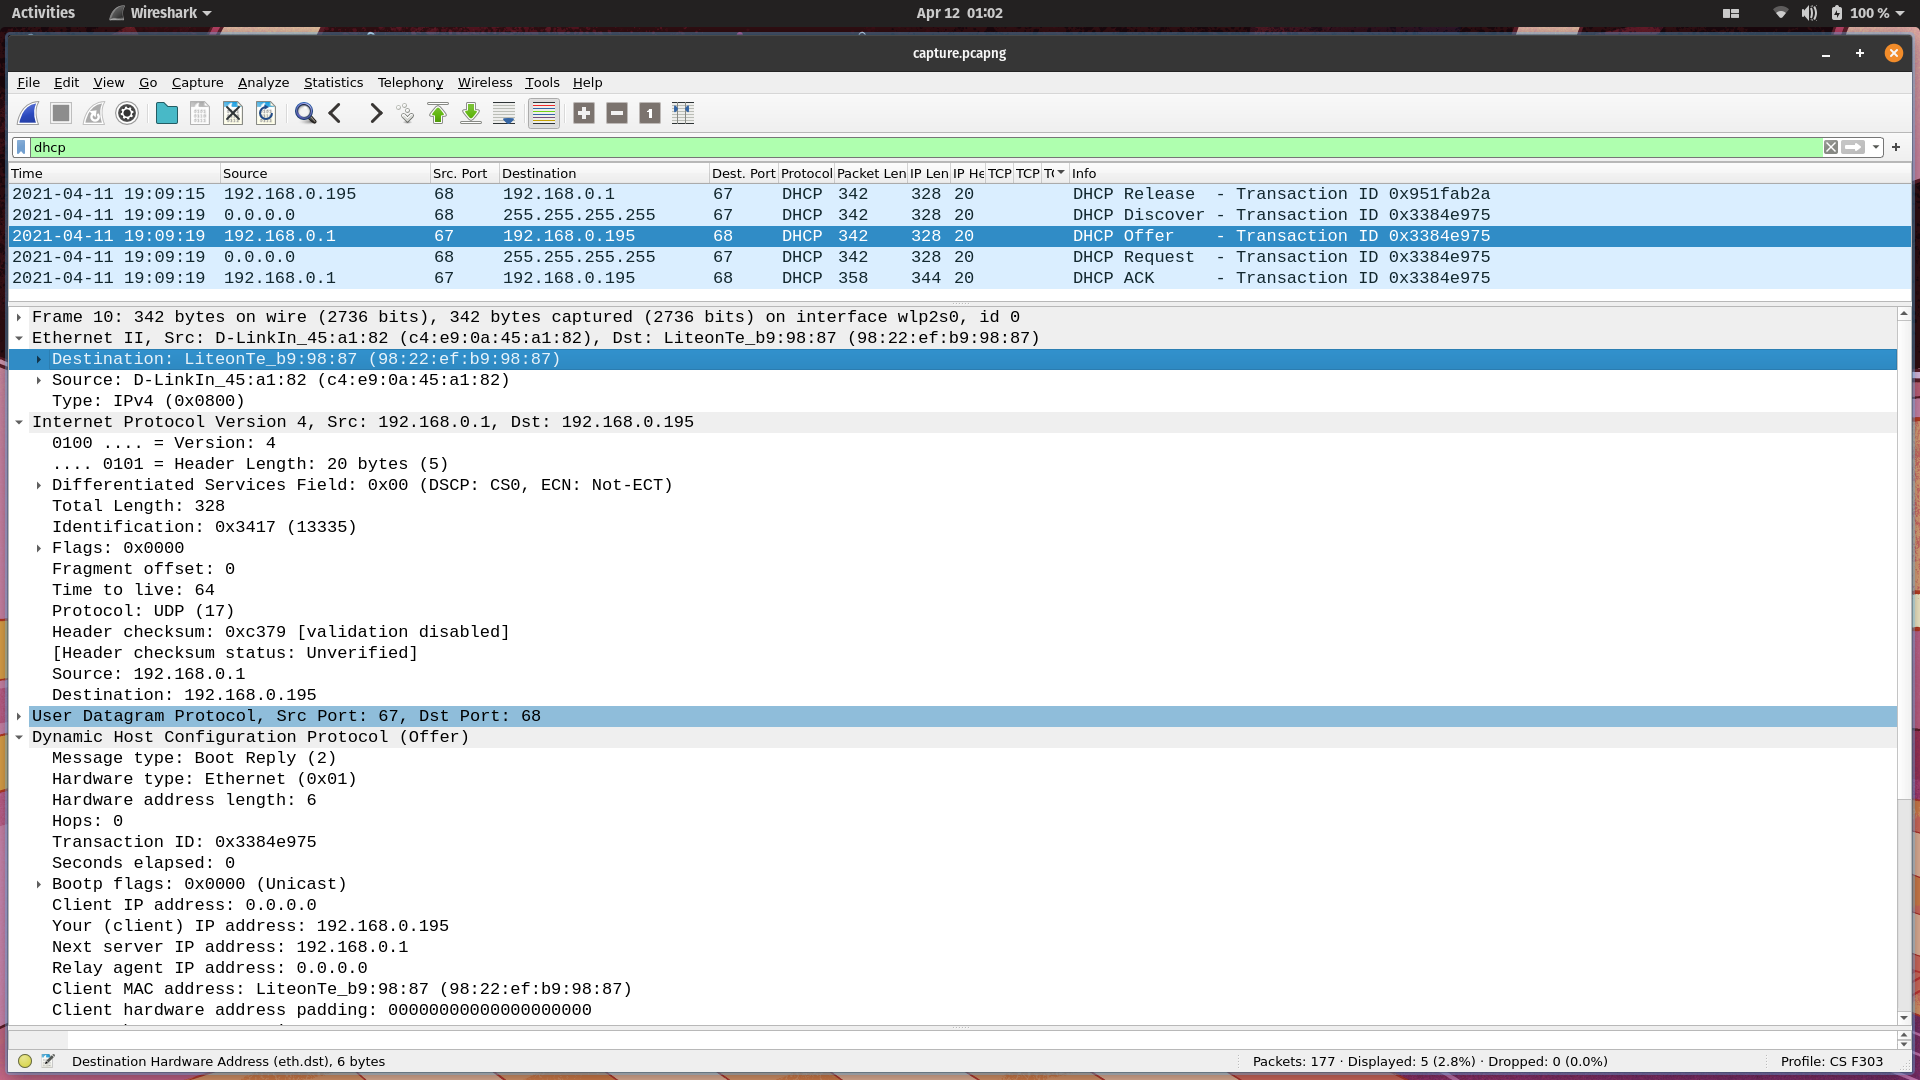 Activities Wireshark Apr 12 01:02 100 %
capture.pcapng
File Edit View Go Capture Analyze Statistics Telephony Wireless Tools Help
dhcp
Time Source Src. Port Destination Dest. Port Protocol Packet Len IP Len IP He TCP TCP Info
2021-04-11 19:09:15 192.168.0.195 68 192.168.0.1 67 DHCP 342 328 20 DHCP Release - Transaction ID 0x951fab2a
2021-04-11 19:09:19 0.0.0.0 68 255.255.255.255 67 DHCP 342 328 20 DHCP Discover - Transaction ID 0x3384e975
2021-04-11 19:09:19 192.168.0.1 67 192.168.0.195 68 DHCP 342 328 20 DHCP Offer - Transaction ID 0x3384e975
2021-04-11 19:09:19 0.0.0.0 68 255.255.255.255 67 DHCP 342 328 20 DHCP Request - Transaction ID 0x3384e975
2021-04-11 19:09:19 192.168.0.1 67 192.168.0.195 68 DHCP 358 344 20 DHCP ACK - Transaction ID 0x3384e975
Frame 10: 342 bytes on wire (2736 bits), 342 bytes captured (2736 bits) on interface wlp2s0, id 0
Ethernet II, Src: D-LinkIn_45:a1:82 (c4:e9:0a:45:a1:82), Dst: LiteonTe_b9:98:87 (98:22:ef:b9:98:87)
Destination: LiteonTe_b9:98:87 (98:22:ef:b9:98:87)
Source: D-LinkIn_45:a1:82 (c4:e9:0a:45:a1:82)
Type: IPv4 (0x0800)
Internet Protocol Version 4, Src: 192.168.0.1, Dst: 192.168.0.195
0100 .... = Version: 4
.... 0101 = Header Length: 20 bytes (5)
Differentiated Services Field: 0x00 (DSCP: CS0, ECN: Not-ECT)
Total Length: 328
Identification: 0x3417 (13335)
Flags: 0x0000
Fragment offset: 0
Time to live: 64
Protocol: UDP (17)
Header checksum: 0xc379 [validation disabled]
[Header checksum status: Unverified]
Source: 192.168.0.1
Destination: 192.168.0.195
User Datagram Protocol, Src Port: 67, Dst Port: 68
Dynamic Host Configuration Protocol (Offer)
Message type: Boot Reply (2)
Hardware type: Ethernet (0x01)
Hardware address length: 6
Hops: 0
Transaction ID: 0x3384e975
Seconds elapsed: 0
Bootp flags: 0x0000 (Unicast)
Client IP address: 0.0.0.0
Your (client) IP address: 192.168.0.195
Next server IP address: 192.168.0.1
Relay agent IP address: 0.0.0.0
Client MAC address: LiteonTe_b9:98:87 (98:22:ef:b9:98:87)
Client hardware address padding: 00000000000000000000
Destination Hardware Address (eth.dst), 6 bytes Packets: 177 · Displayed: 5 (2.8%) · Dropped: 0 (0.0%) Profile: CS F303